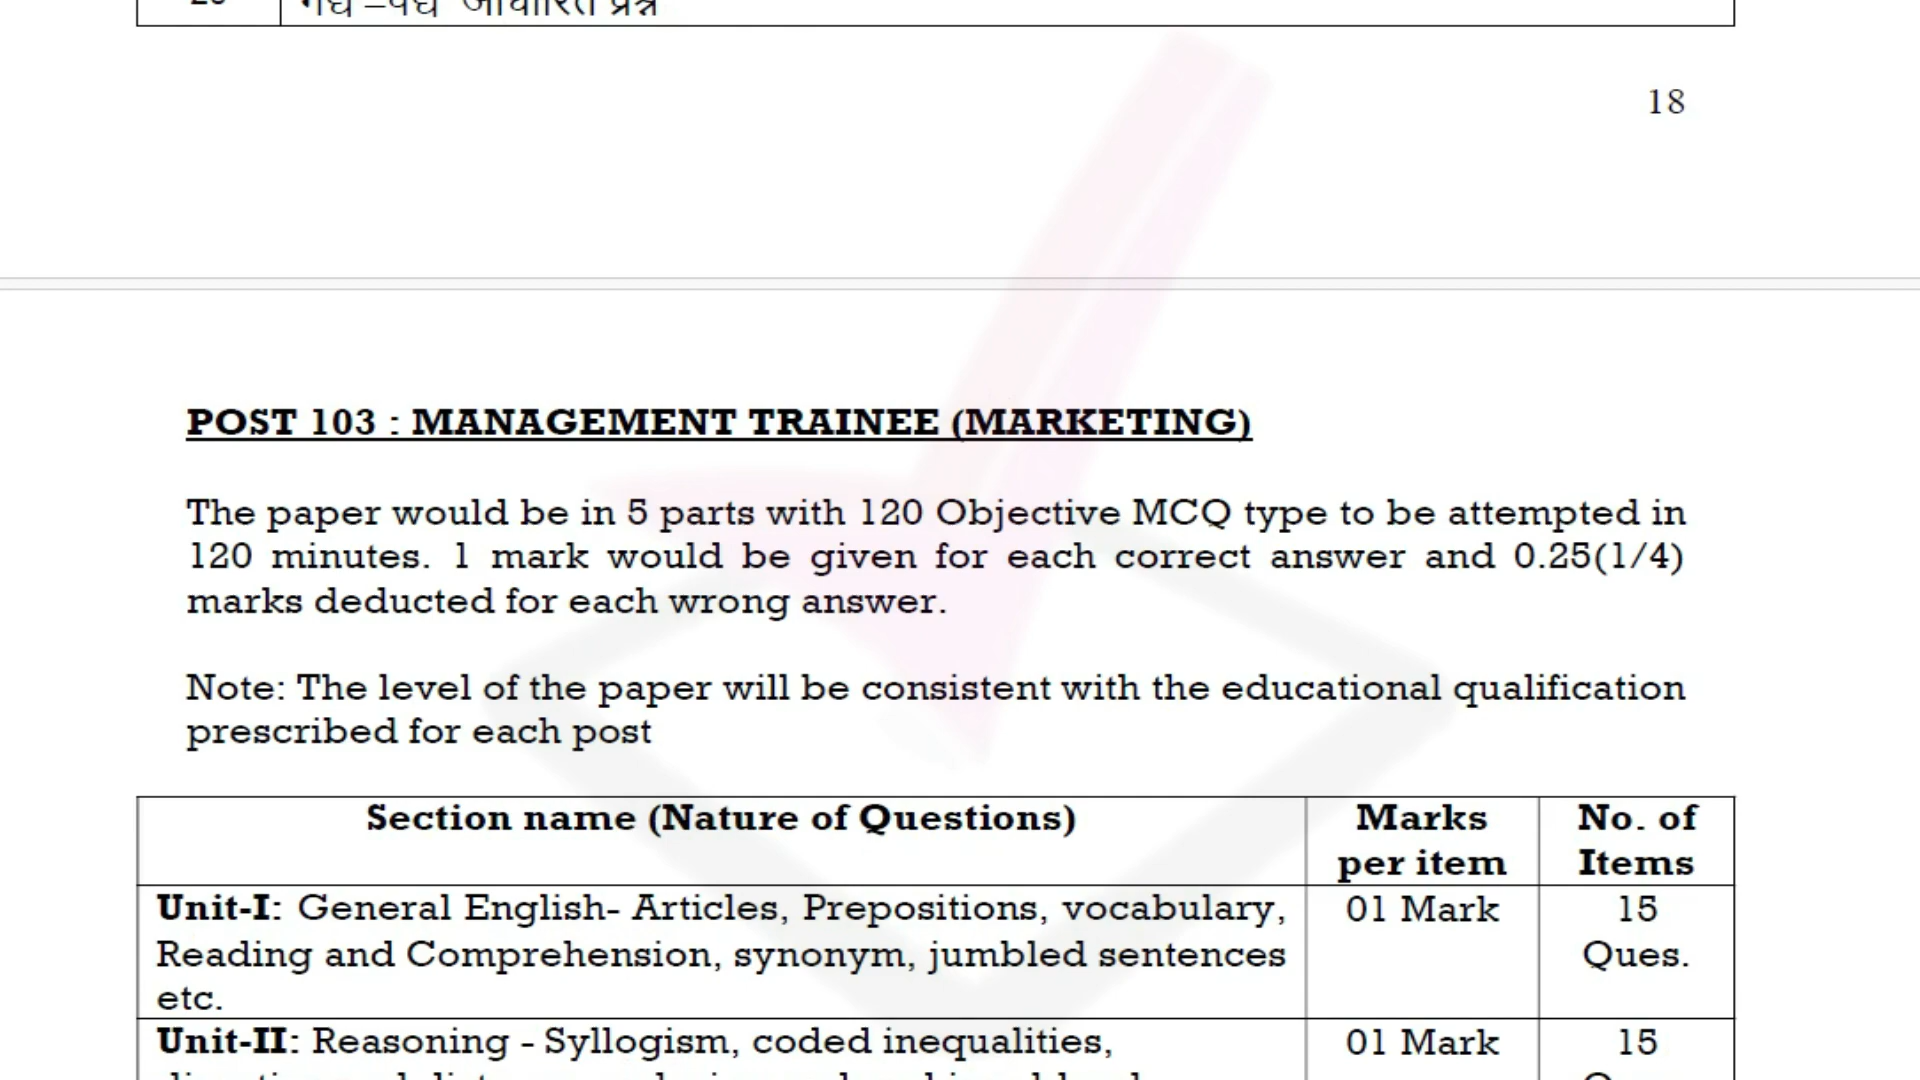 गद्य –पद्य आधारित प्रश्न
18
POST 103 : MANAGEMENT TRAINEE (MARKETING)
The paper would be in 5 parts with 120 Objective MCQ type to be attempted in
120 minutes. 1 mark would be given for each correct answer and 0.25(1/4)
marks deducted for each wrong answer.
Note: The level of the paper will be consistent with the educational qualification
prescribed for each post
Section name (Nature of Questions) Marks No. of
per item Items
Unit-I: General English- Articles, Prepositions, vocabulary, 01 Mark 15
Reading and Comprehension, synonym, jumbled sentences Ques.
etc.
Unit-II: Reasoning - Syllogism, coded inequalities, 01 Mark 15